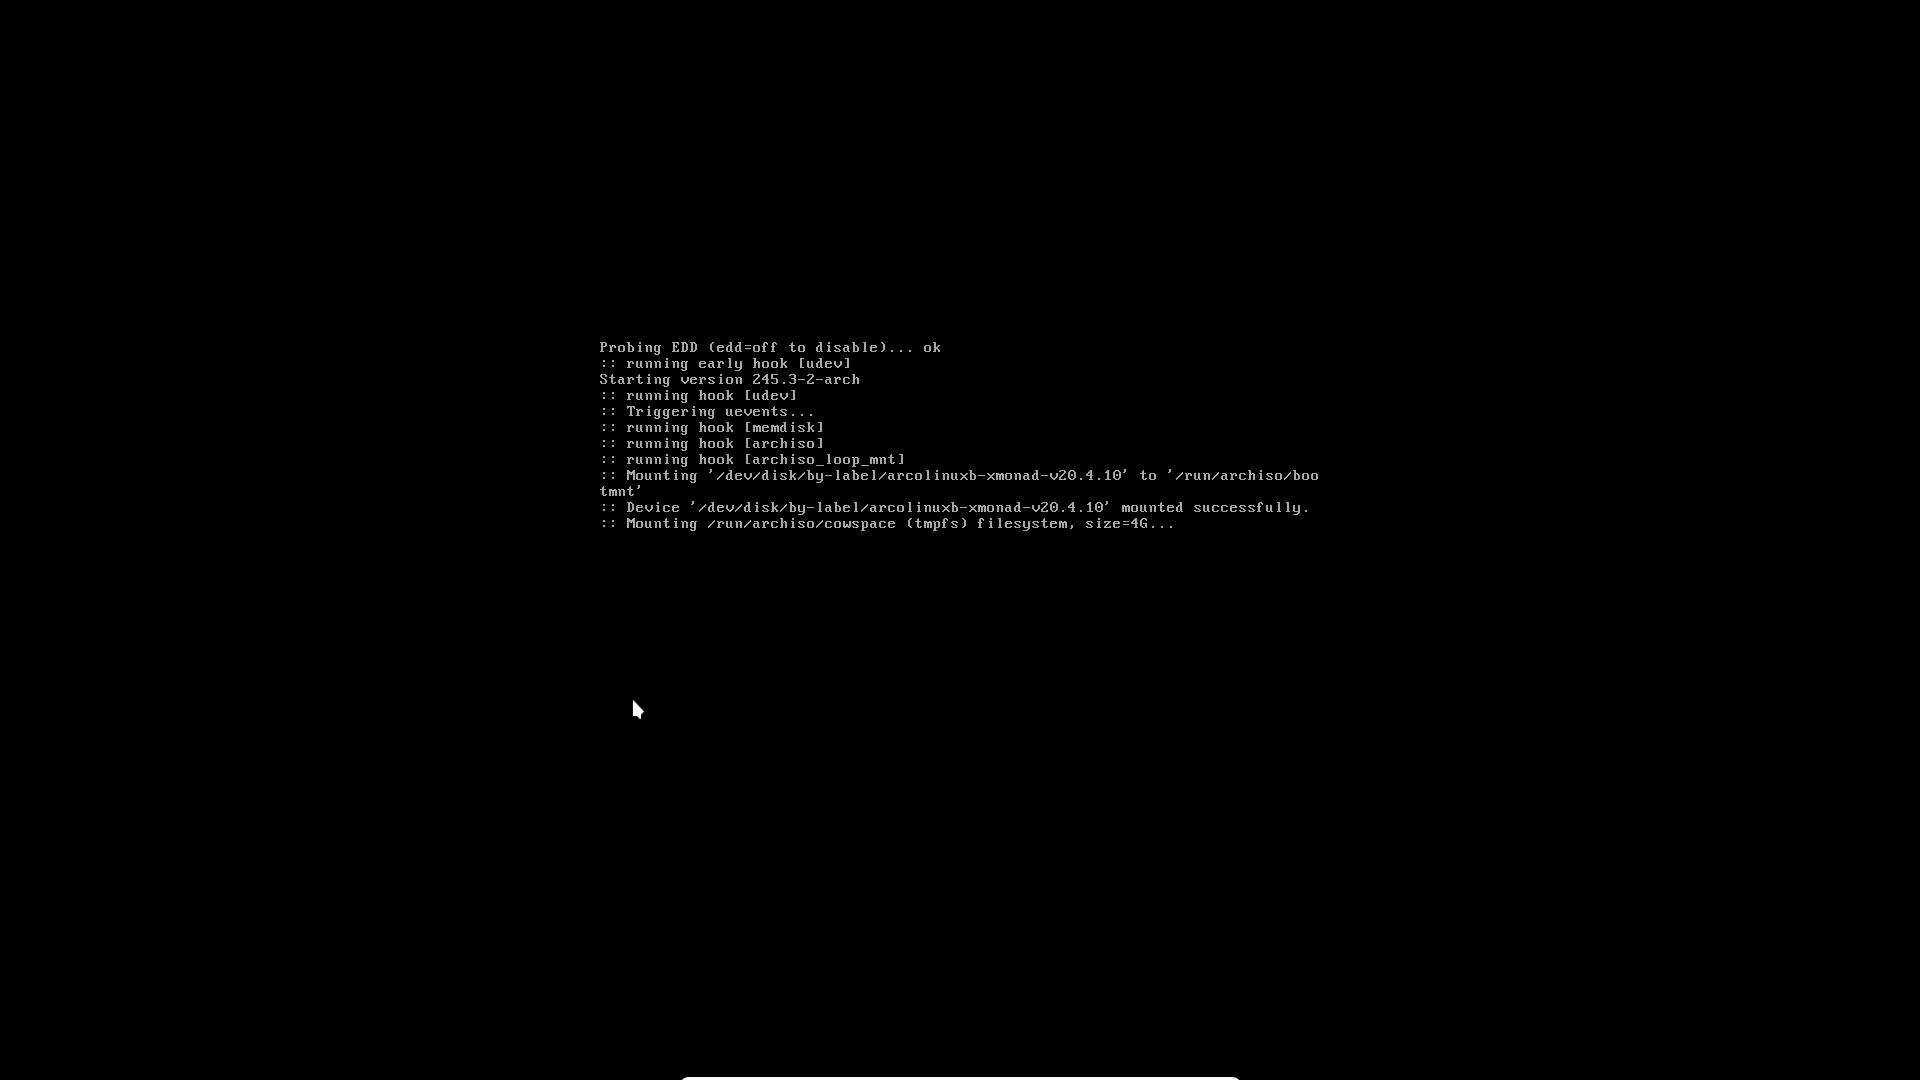 Probing EDD (edd=off to disable)... ok
:: running early hook [udev]
Starting version 245.3-2-arch
:: running hook [udev]
:: Triggering uevents...
:: running hook [memdisk]
:: running hook [archiso]
:: running hook [archiso_loop_mnt]
:: Mounting '/dev/disk/by-label/arcolinuxb-xmonad-v20.4.10' to '/run/archiso/boo
tmnt'
:: Device '/dev/disk/by-label/arcolinuxb-xmonad-v20.4.10' mounted successfully.
:: Mounting /run/archiso/cowspace (tmpfs) filesystem, size=4G...